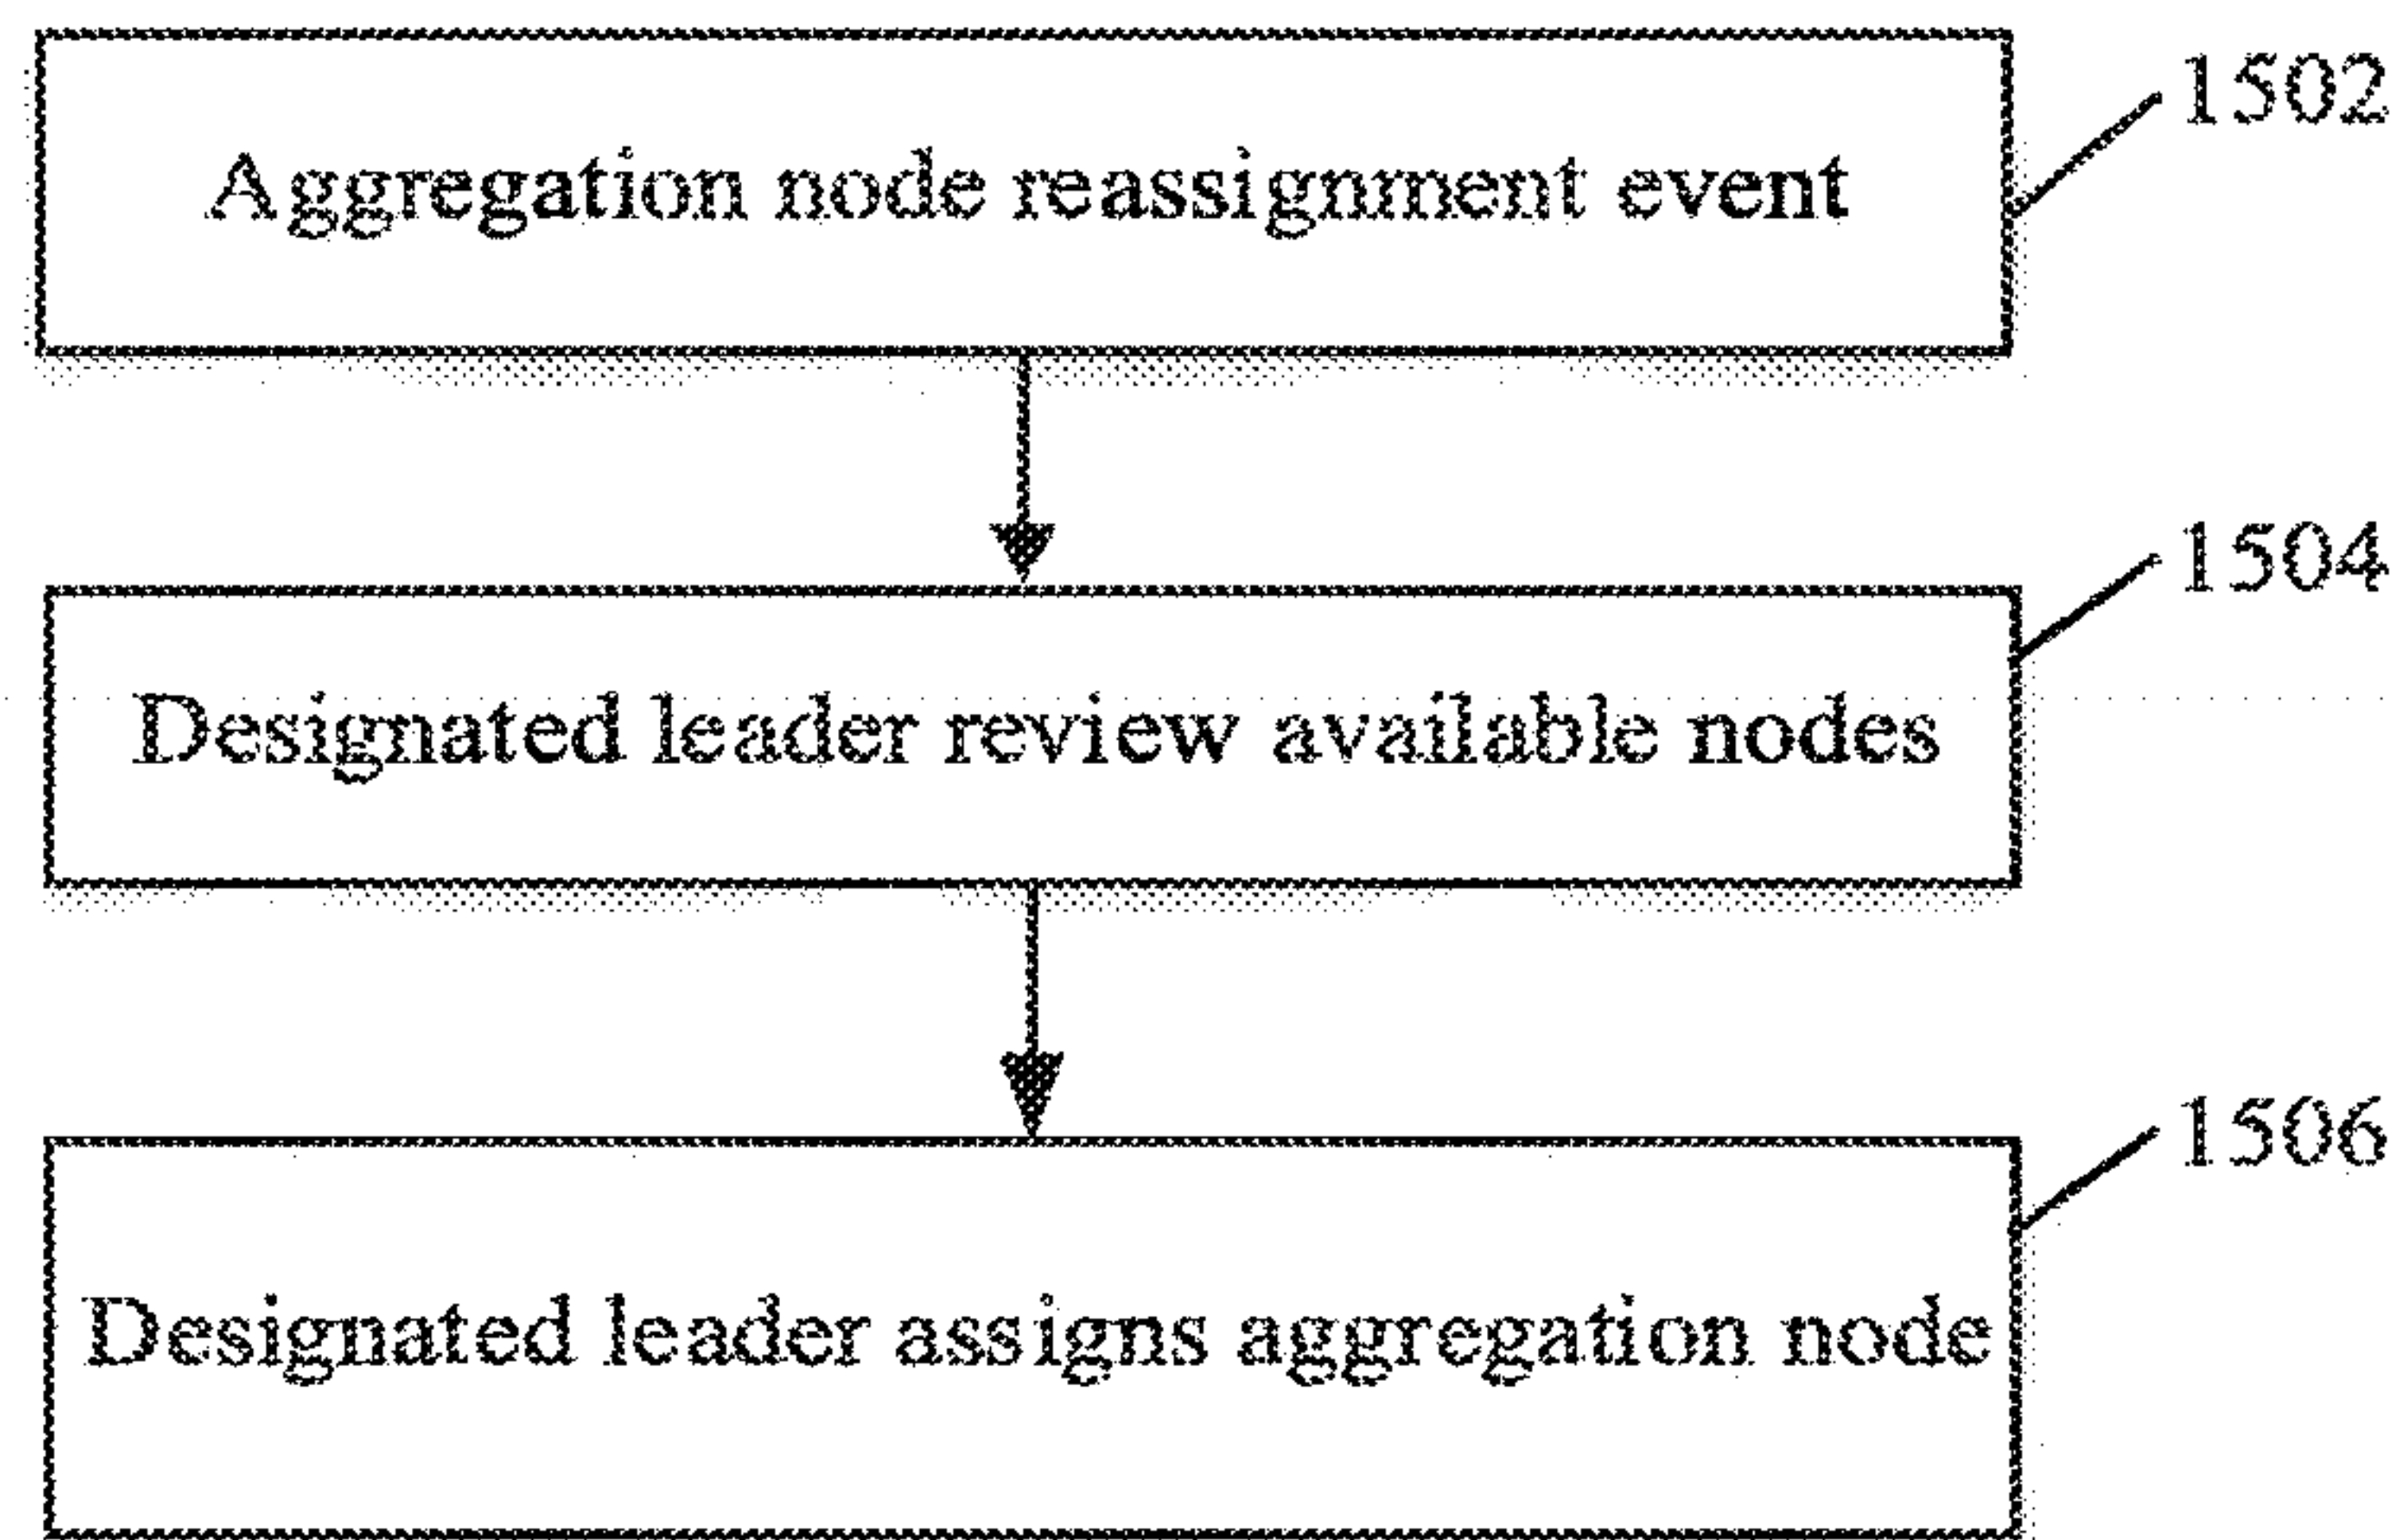 1502
Aggregation node reassignment event
1504
Designated leader review available nodes
1506
Designated leader assigns aggregation node